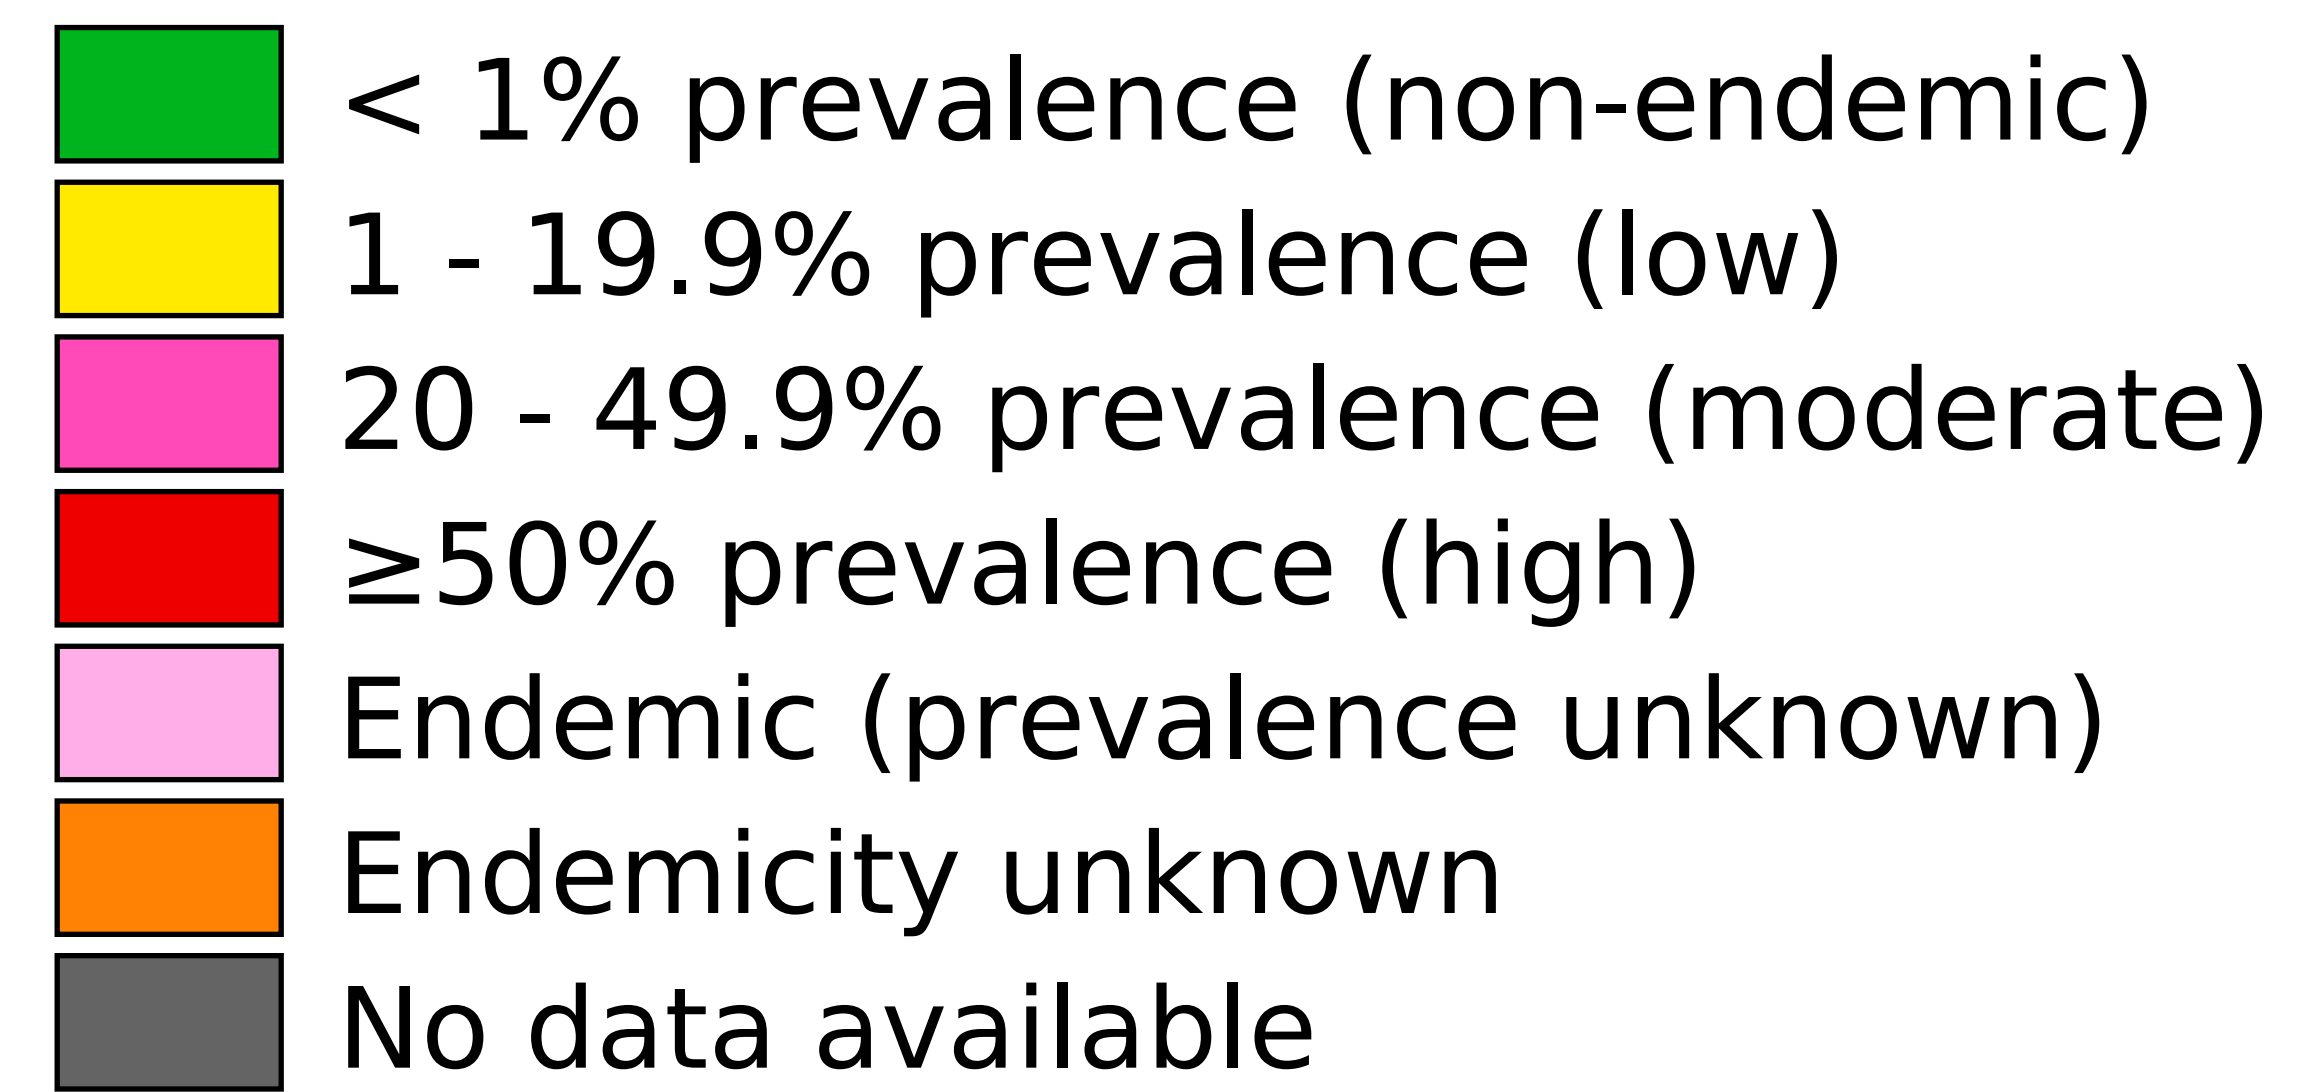 < 1% prevalence (non-endemic)
1 - 19.9% prevalence (low)
20 - 49.9% prevalence (moderate)
≥50% prevalence (high)
Endemic (prevalence unknown)
Endemicity unknown
No data available